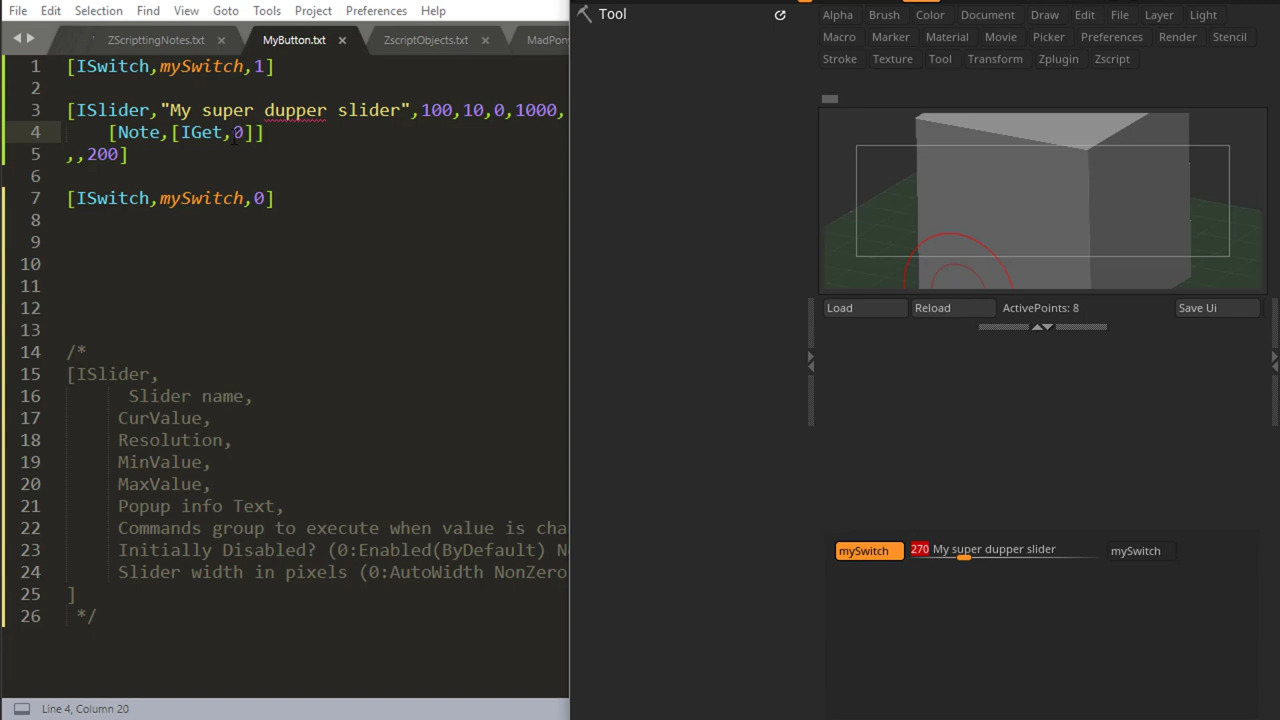 File Edit Selection Find View Goto Tools Project Preferences Help
ZScripttingNotes.txt MyButton.txt ZscriptObjects.txt MadPon
1 [ISwitch,mySwitch,1]
2
3 [ISlider,"My super dupper slider",100,10,0,1000,
4 [Note,[IGet,0]]
5 ,,200]
6
7 [ISwitch,mySwitch,0]
8
9
10
11
12
13
14 /*
15 [ISlider,
16 Slider name,
17 CurValue,
18 Resolution,
19 MinValue,
20 MaxValue,
21 Popup info Text,
22 Commands group to execute when value is cha
23 Initially Disabled? (0:Enabled(ByDefault) No
24 Slider width in pixels (0:AutoWidth NonZero
25 ]
26 */
Line 4, Column 20
Tool
Alpha Brush Color Document Draw Edit File Layer Light
Macro Marker Material Movie Picker Preferences Render Stencil
Stroke Texture Tool Transform Zplugin Zscript
Load Reload ActivePoints: 8 Save Ui
mySwitch 270 My super dupper slider mySwitch